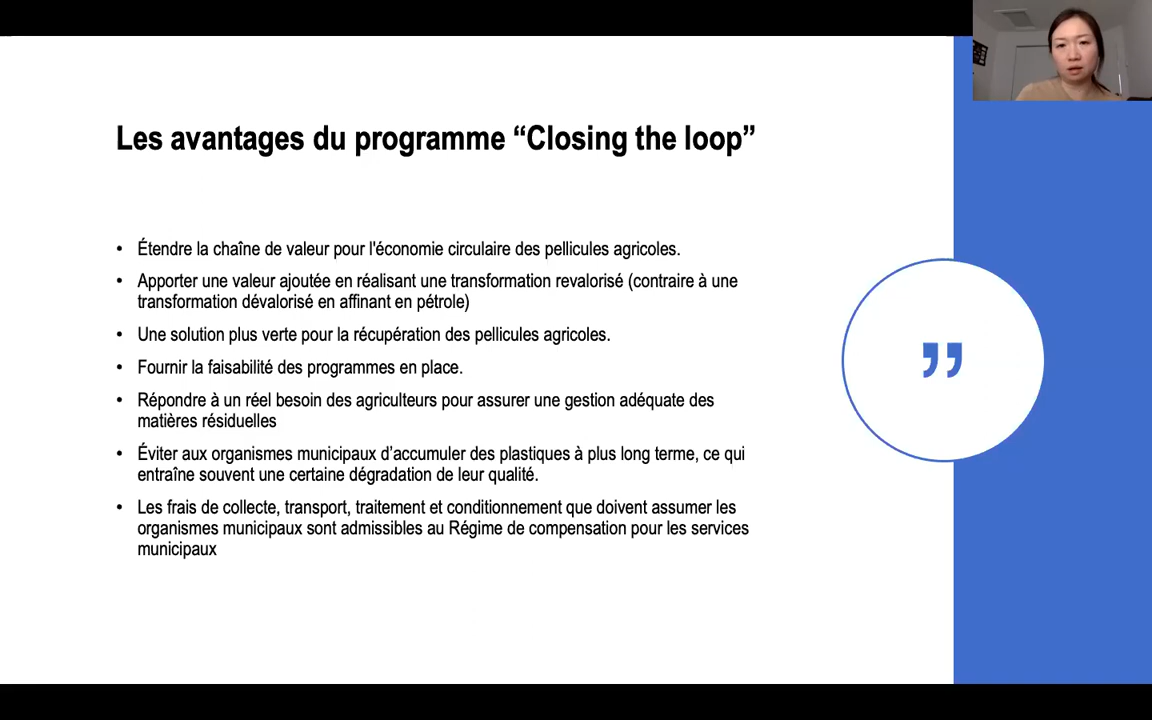 Les avantages du programme “Closing the loop”
• Étendre la chaîne de valeur pour l'économie circulaire des pellicules agricoles.
• Apporter une valeur ajoutée en réalisant une transformation revalorisé (contraire à une
transformation dévalorisé en affinant en pétrole)
• Une solution plus verte pour la récupération des pellicules agricoles.
• Fournir la faisabilité des programmes en place.
• Répondre à un réel besoin des agriculteurs pour assurer une gestion adéquate des
matières résiduelles
• Éviter aux organismes municipaux d’accumuler des plastiques à plus long terme, ce qui
entraîne souvent une certaine dégradation de leur qualité.
• Les frais de collecte, transport, traitement et conditionnement que doivent assumer les
organismes municipaux sont admissibles au Régime de compensation pour les services
municipaux
”